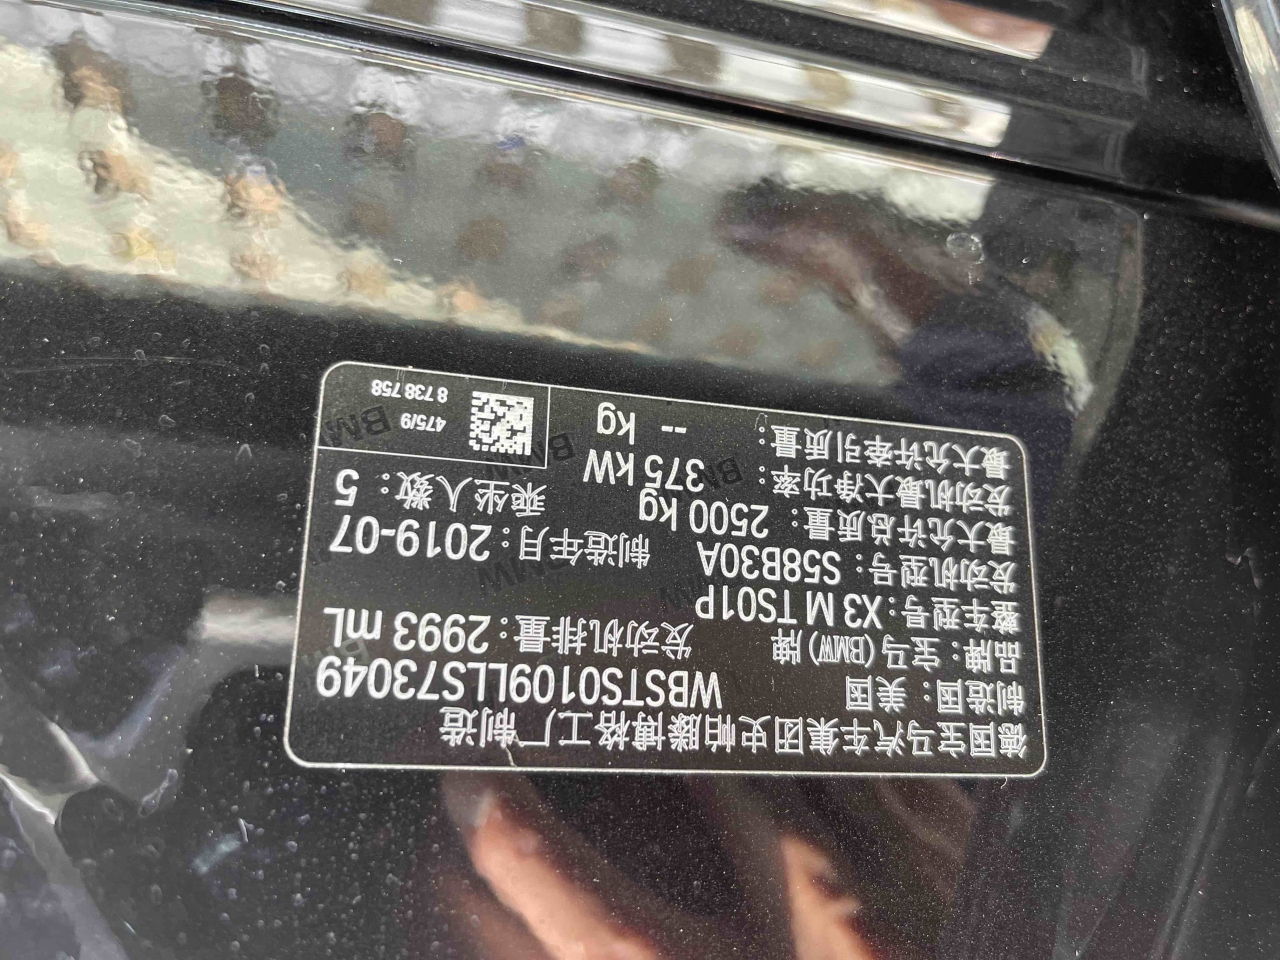 德国宝马汽车集团史帕藤博格工厂制造
制造国：美国 WBSTS0109LLS73049
品牌：宝马(BMW)牌
整车型号：X3 M TS01P 发动机排量：2993 mL
发动机型号：S58B30A 制造年月：2019-07
最大允许总质量：2500 kg 乘坐人数：5
发动机最大净功率：375 kW
最大允许牵引质量：-- kg
475/9
8 738 758